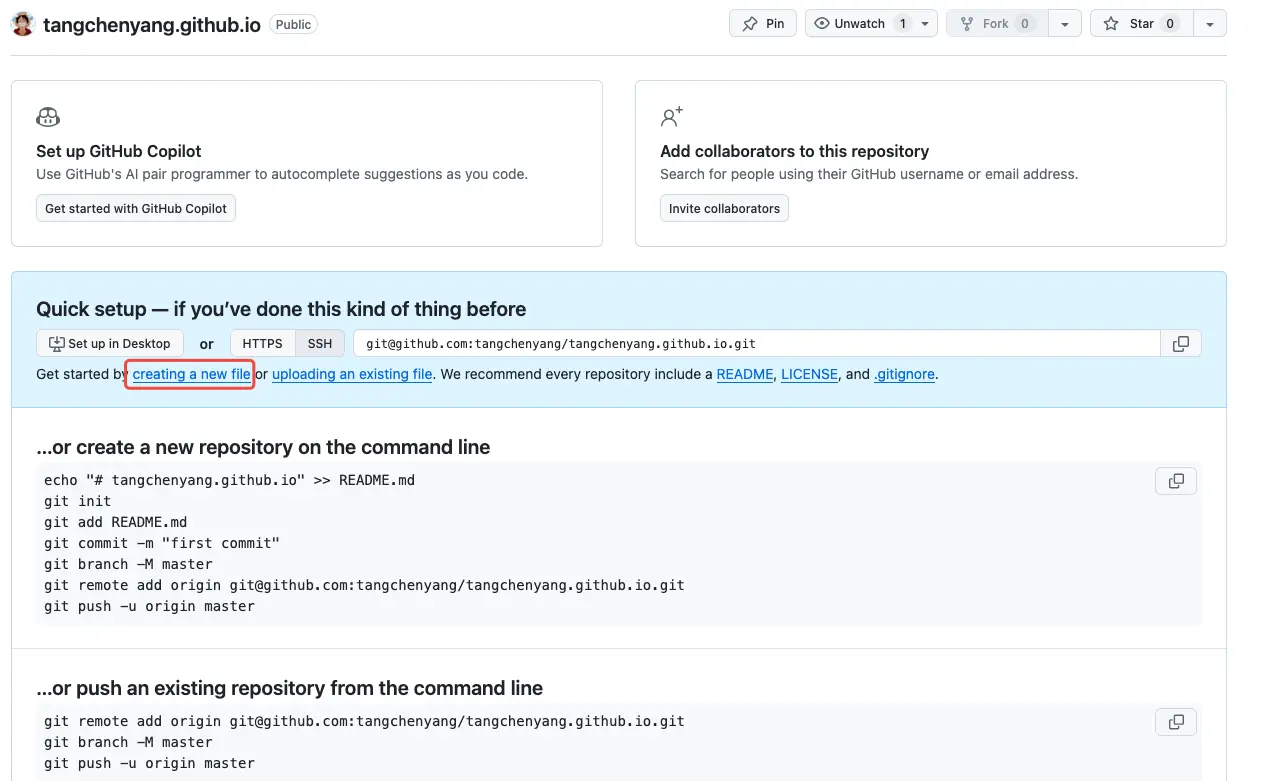 tangchenyang.github.io Public
Pin
Unwatch 1
Fork 0
Star 0
Set up GitHub Copilot
Use GitHub's AI pair programmer to autocomplete suggestions as you code.
Get started with GitHub Copilot
Add collaborators to this repository
Search for people using their GitHub username or email address.
Invite collaborators
Quick setup — if you’ve done this kind of thing before
Set up in Desktop or HTTPS SSH git@github.com:tangchenyang/tangchenyang.github.io.git
Get started by creating a new file or uploading an existing file. We recommend every repository include a README, LICENSE, and .gitignore.
…or create a new repository on the command line
echo "# tangchenyang.github.io" >> README.md
git init
git add README.md
git commit -m "first commit"
git branch -M master
git remote add origin git@github.com:tangchenyang/tangchenyang.github.io.git
git push -u origin master
…or push an existing repository from the command line
git remote add origin git@github.com:tangchenyang/tangchenyang.github.io.git
git branch -M master
git push -u origin master